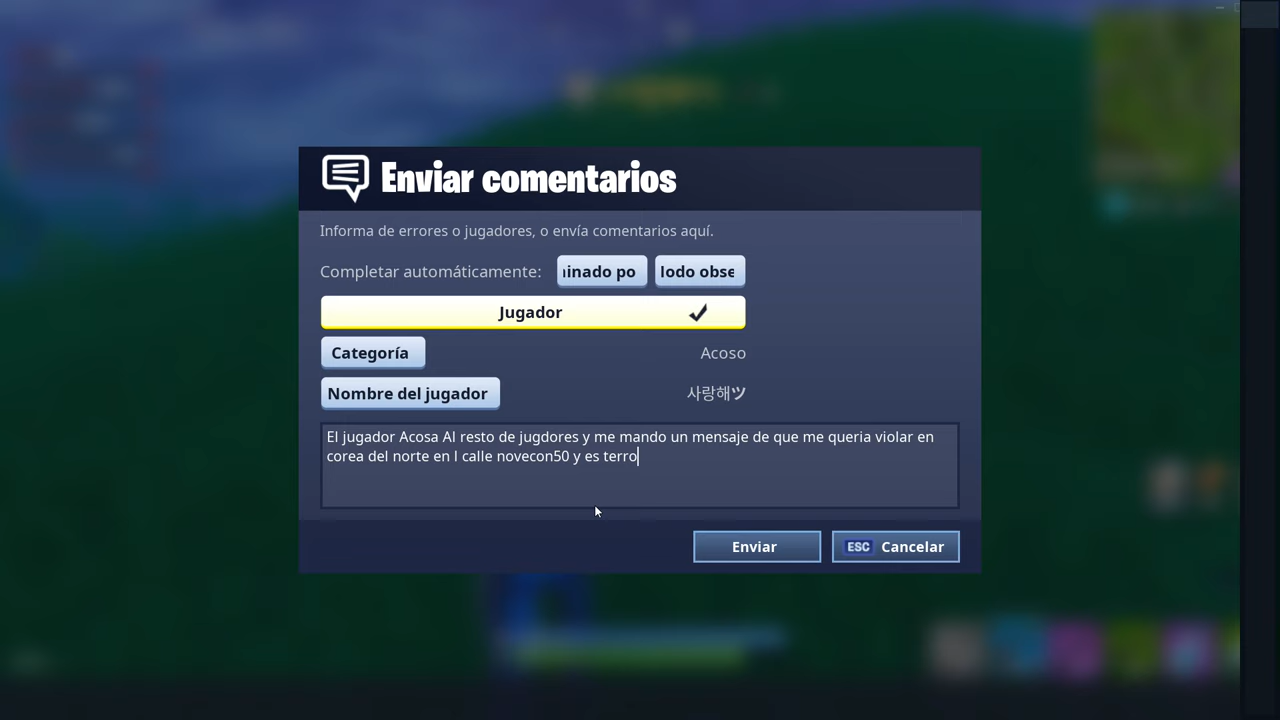 Enviar comentarios
Informa de errores o jugadores, o envía comentarios aquí.
Completar automáticamente: inado po lodo obse
Jugador
Categoría Acoso
Nombre del jugador 사랑해ツ
El jugador Acosa Al resto de jugdores y me mando un mensaje de que me queria violar en
corea del norte en l calle novecon50 y es terro
Enviar ESC Cancelar